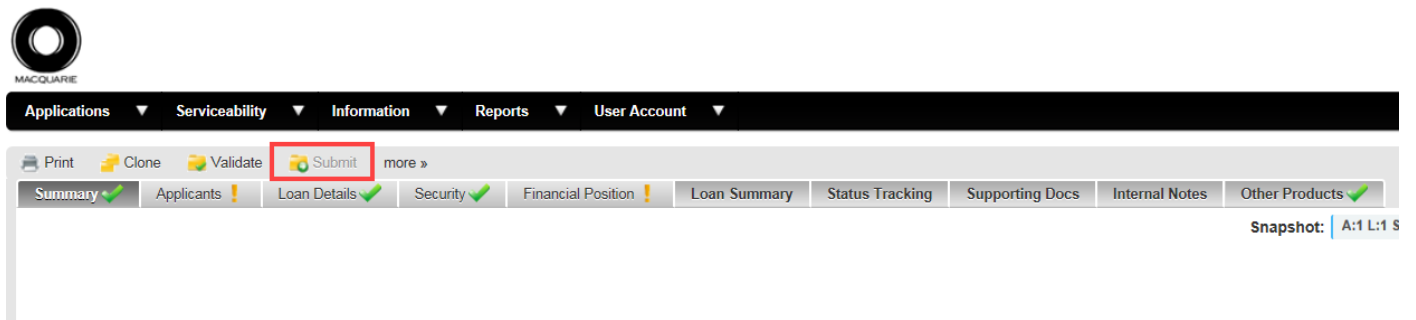 MACQUARIE
Applications Serviceability Information Reports User Account
Print Clone Validate Submit more »
Summary Applicants Loan Details Security Financial Position Loan Summary Status Tracking Supporting Docs Internal Notes Other Products
Snapshot: A:1 L:1 S